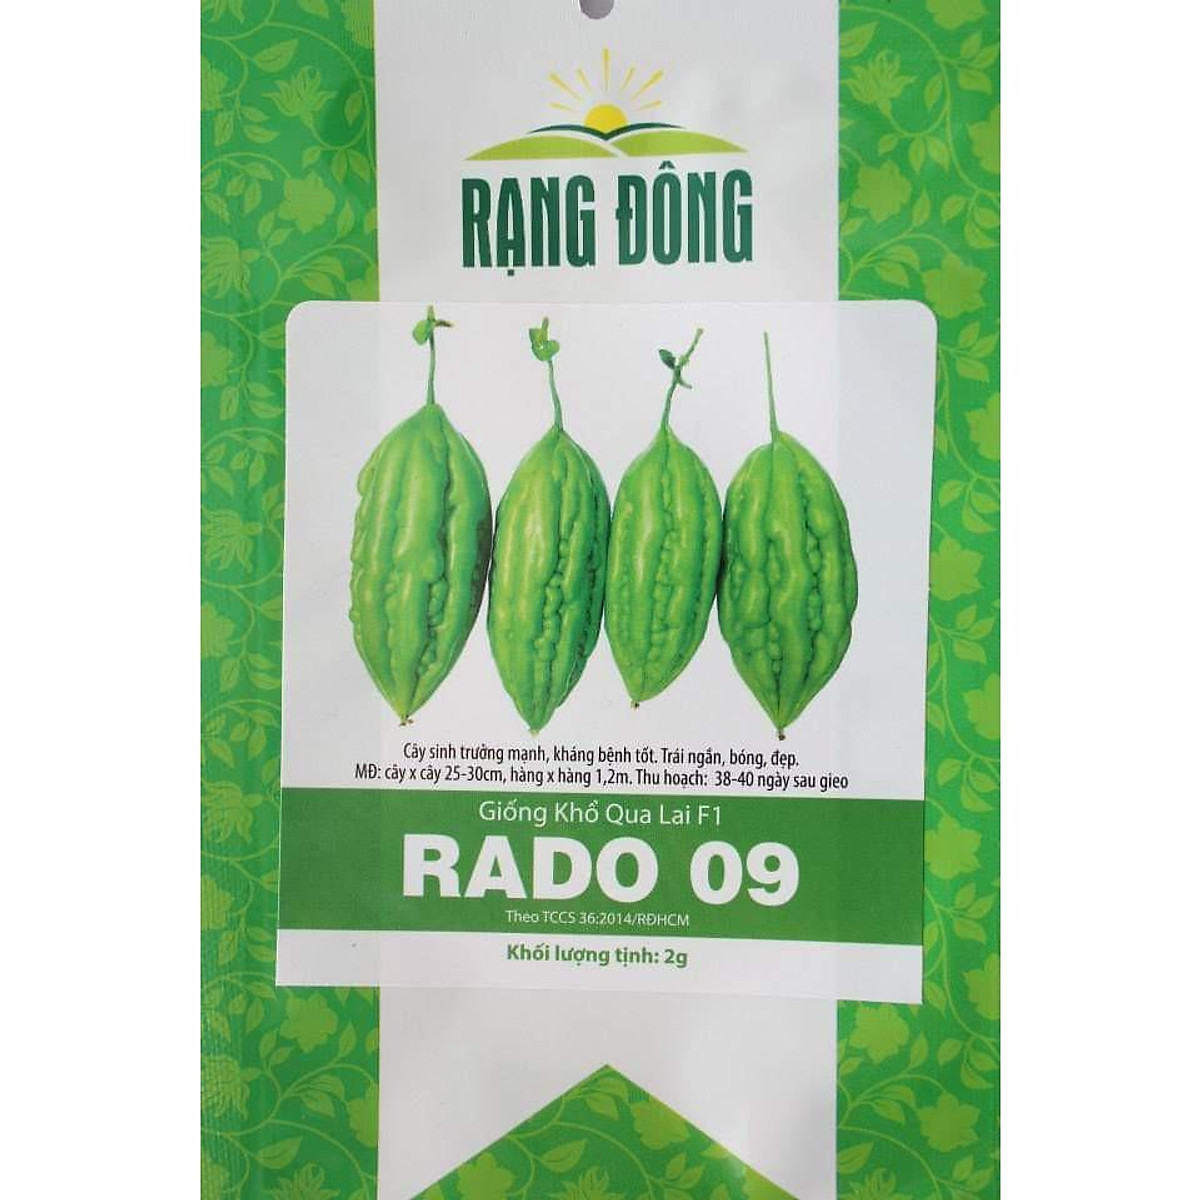 RẠNG ĐÔNG
Cây sinh trưởng mạnh, kháng bệnh tốt. Trái ngắn, bóng, đẹp.
MĐ: cây x cây 25-30cm, hàng x hàng 1,2m. Thu hoạch: 38-40 ngày sau gieo
Giống Khổ Qua Lai F1
RADO 09
Theo TCCS 36:2014/RĐHCM
Khối lượng tịnh: 2g